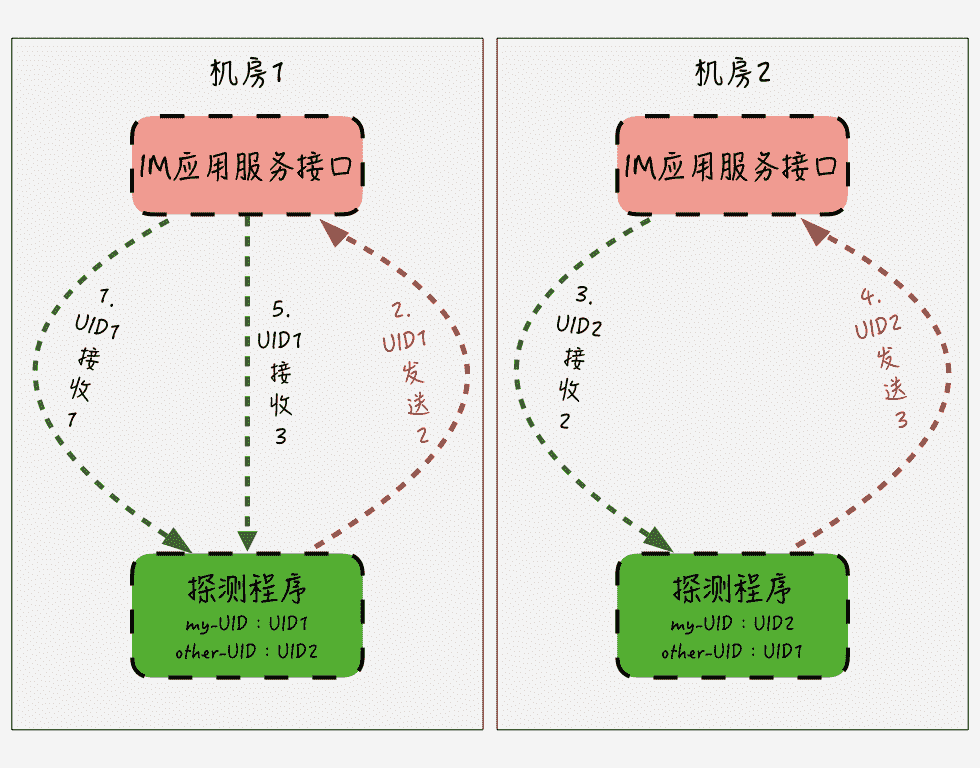 机房1
IM应用服务接口
1.
UID1
接
收
1
5.
UID1
接
收
3
2.
UID1
发
送
2
探测程序
my-UID：UID1
other-UID：UID2
机房2
IM应用服务接口
3.
UID2
接
收
2
4.
UID2
发
送
3
探测程序
my-UID：UID2
other-UID：UID1